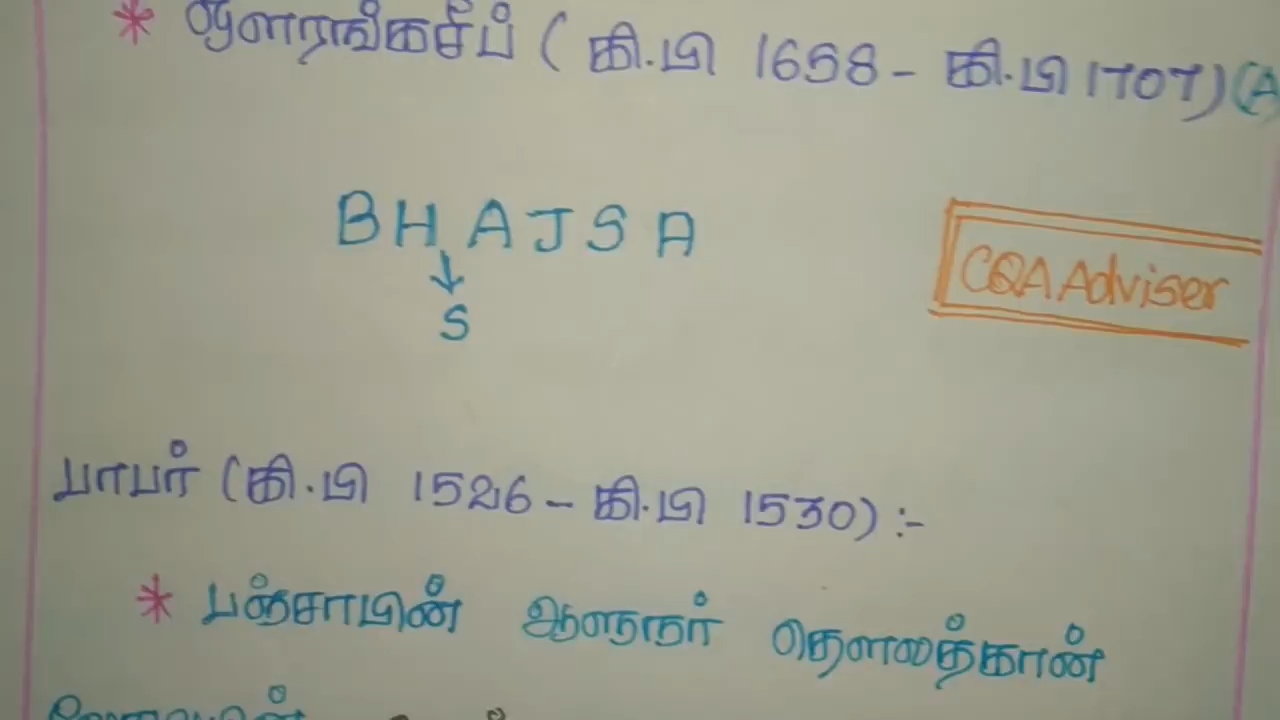 * ஔரங்கசீப் ( கி.பி 1658 - கி.பி 1707) (A
BHAJSA
↓
S
CQA Adviser
பாபர் (கி.பி 1526 - கி.பி 1530) :-
* பஞ்சாபின் ஆளுநர் தௌலத்கான்